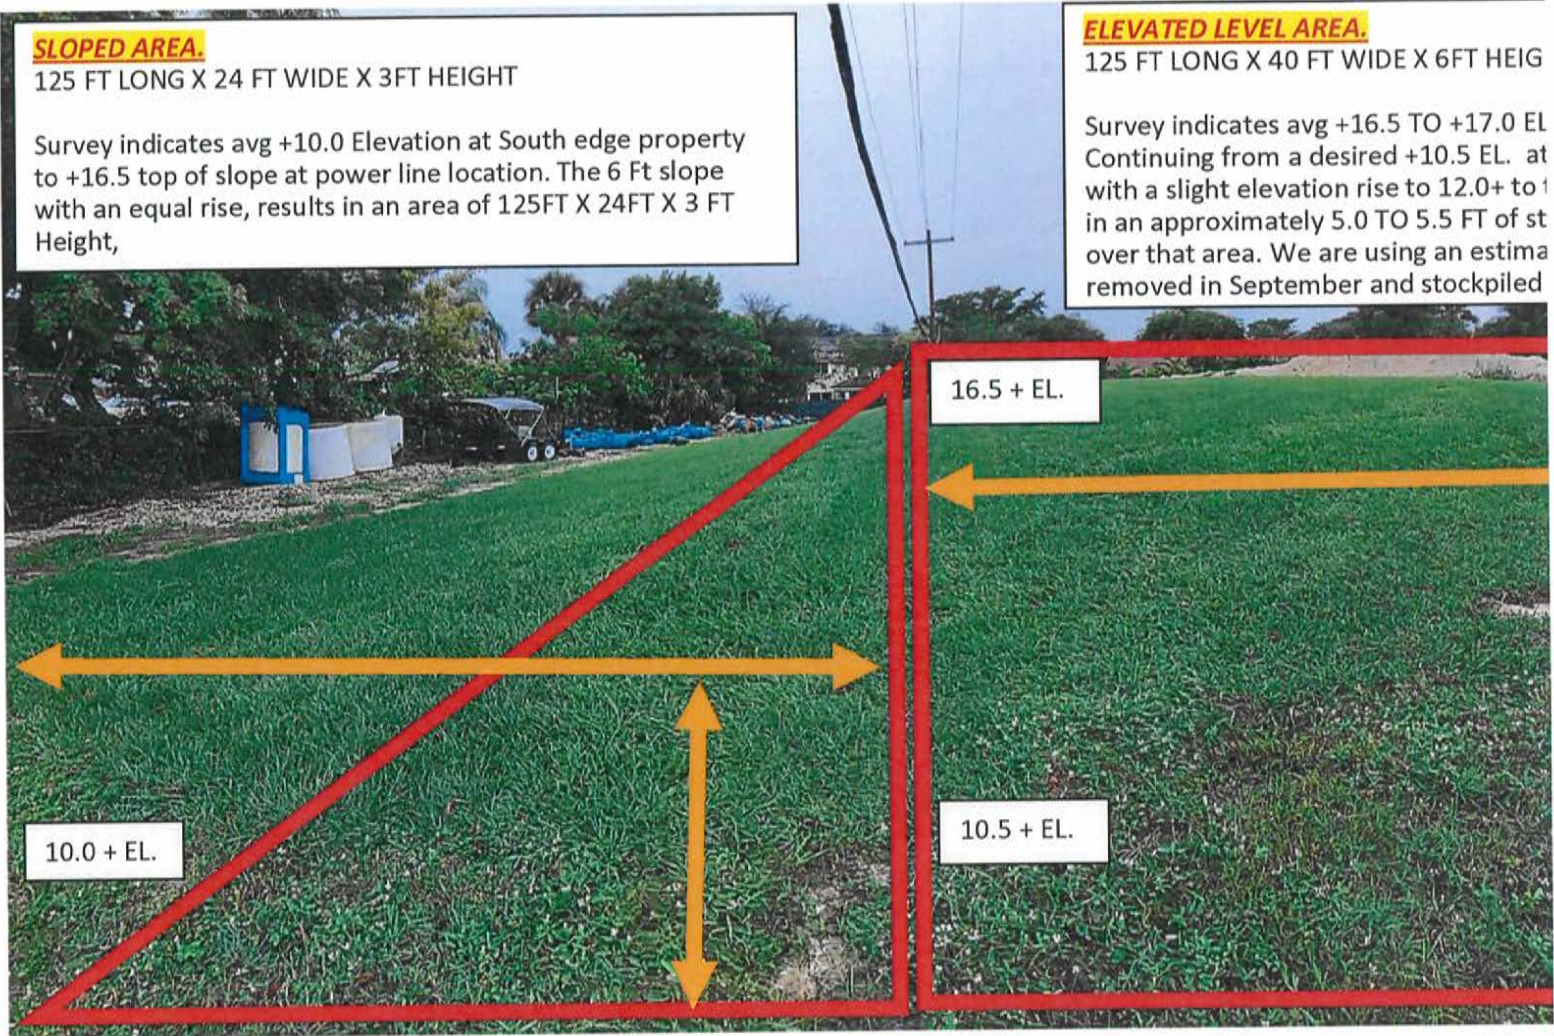 SLOPED AREA.
125 FT LONG X 24 FT WIDE X 3FT HEIGHT
Survey indicates avg +10.0 Elevation at South edge property
to +16.5 top of slope at power line location. The 6 Ft slope
with an equal rise, results in an area of 125FT X 24FT X 3 FT
Height,
ELEVATED LEVEL AREA.
125 FT LONG X 40 FT WIDE X 6FT HEIG
Survey indicates avg +16.5 TO +17.0 EL
Continuing from a desired +10.5 EL. at
with a slight elevation rise to 12.0+ to
in an approximately 5.0 TO 5.5 FT of st
over that area. We are using an estima
removed in September and stockpiled
16.5 + EL.
10.0 + EL.
10.5 + EL.